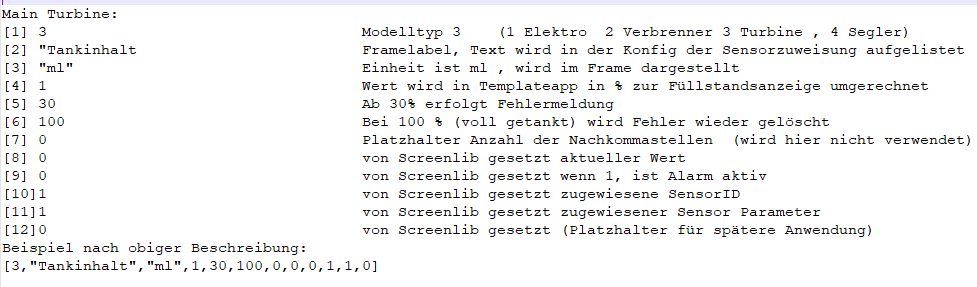 Main Turbine:
[1] 3 Modelltyp 3 (1 Elektro 2 Verbrenner 3 Turbine , 4 Segler)
[2] "Tankinhalt Framelabel, Text wird in der Konfig der Sensorzuweisung aufgelistet
[3] "ml" Einheit ist ml , wird im Frame dargestellt
[4] 1 Wert wird in Templateapp in % zur Füllstandsanzeige umgerechnet
[5] 30 Ab 30% erfolgt Fehlermeldung
[6] 100 Bei 100 % (voll getankt) wird Fehler wieder gelöscht
[7] 0 Platzhalter Anzahl der Nachkommastellen (wird hier nicht verwendet)
[8] 0 von Screenlib gesetzt aktueller Wert
[9] 0 von Screenlib gesetzt wenn 1, ist Alarm aktiv
[10]1 von Screenlib gesetzt zugewiesene SensorID
[11]1 von Screenlib gesetzt zugewiesener Sensor Parameter
[12]0 von Screenlib gesetzt (Platzhalter für spätere Anwendung)
Beispiel nach obiger Beschreibung:
[3,"Tankinhalt","ml",1,30,100,0,0,0,1,1,0]